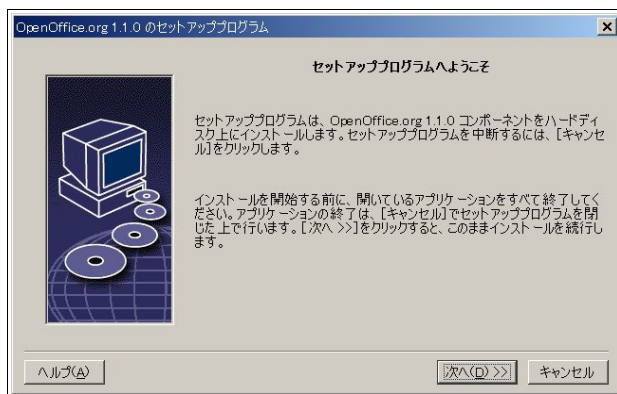 OpenOffice.org 1.1.0 のセットアッププログラム
セットアッププログラムへようこそ
セットアッププログラムは、OpenOffice.org 1.1.0 コンポーネントをハードディ
スク上にインストールします。セットアッププログラムを中断するには、[キャンセ
ル]をクリックします。
インストールを開始する前に、開いているアプリケーションをすべて終了してく
ださい。アプリケーションの終了は、[キャンセル]でセットアッププログラムを閉
じた上で行います。[次へ >>]をクリックすると、このままインストールを続行し
ます。
ヘルプ(A)
次へ(D) >>
キャンセル